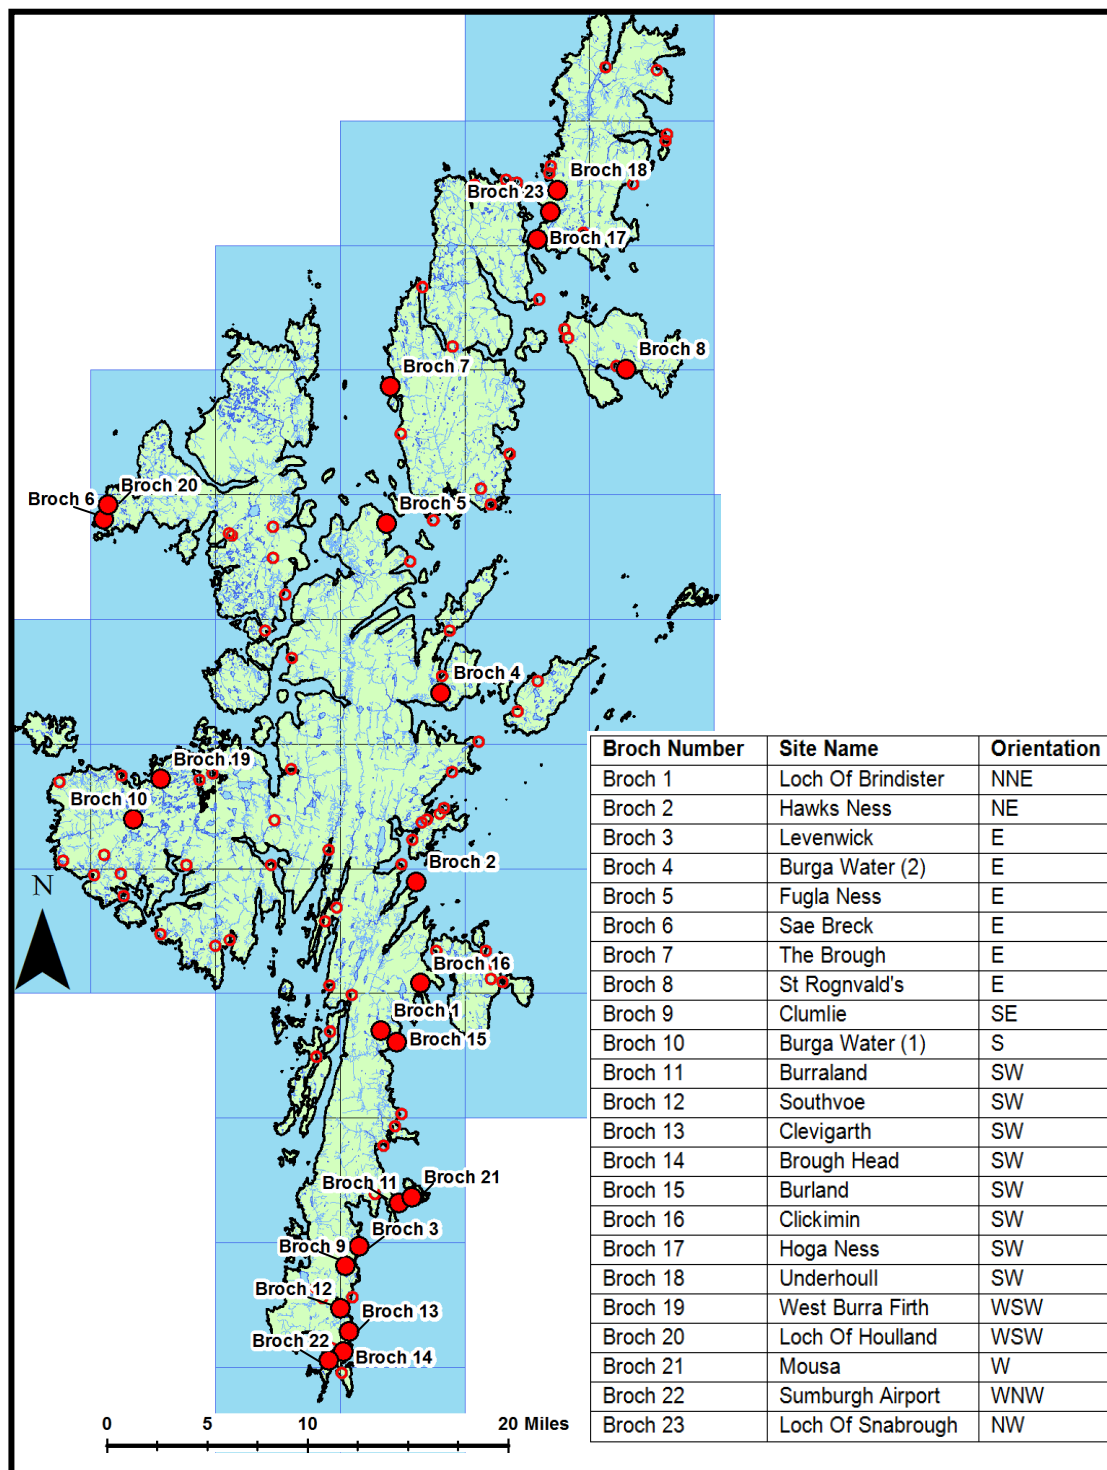 Broch 18
Broch 23
Broch 17
Broch 8
Broch 7
Broch 20
Broch 6
Broch 5
Broch 4
Broch 19
Broch 10
Broch 2
N
Broch 16
Broch 1
Broch 15
Broch 21
Broch 11
Broch 3
Broch 9
Broch 12
Broch 13
Broch 22
Broch 14
0 5 10 20 Miles
Broch Number Site Name Orientation
Broch 1 Loch Of Brindister NNE
Broch 2 Hawks Ness NE
Broch 3 Levenwick E
Broch 4 Burga Water (2) E
Broch 5 Fugla Ness E
Broch 6 Sae Breck E
Broch 7 The Brough E
Broch 8 St Rognvald's E
Broch 9 Clumlie SE
Broch 10 Burga Water (1) S
Broch 11 Burraland SW
Broch 12 Southvoe SW
Broch 13 Clevigarth SW
Broch 14 Brough Head SW
Broch 15 Burland SW
Broch 16 Clickimin SW
Broch 17 Hoga Ness SW
Broch 18 Underhoull SW
Broch 19 West Burra Firth WSW
Broch 20 Loch Of Houlland WSW
Broch 21 Mousa W
Broch 22 Sumburgh Airport WNW
Broch 23 Loch Of Snabrough NW